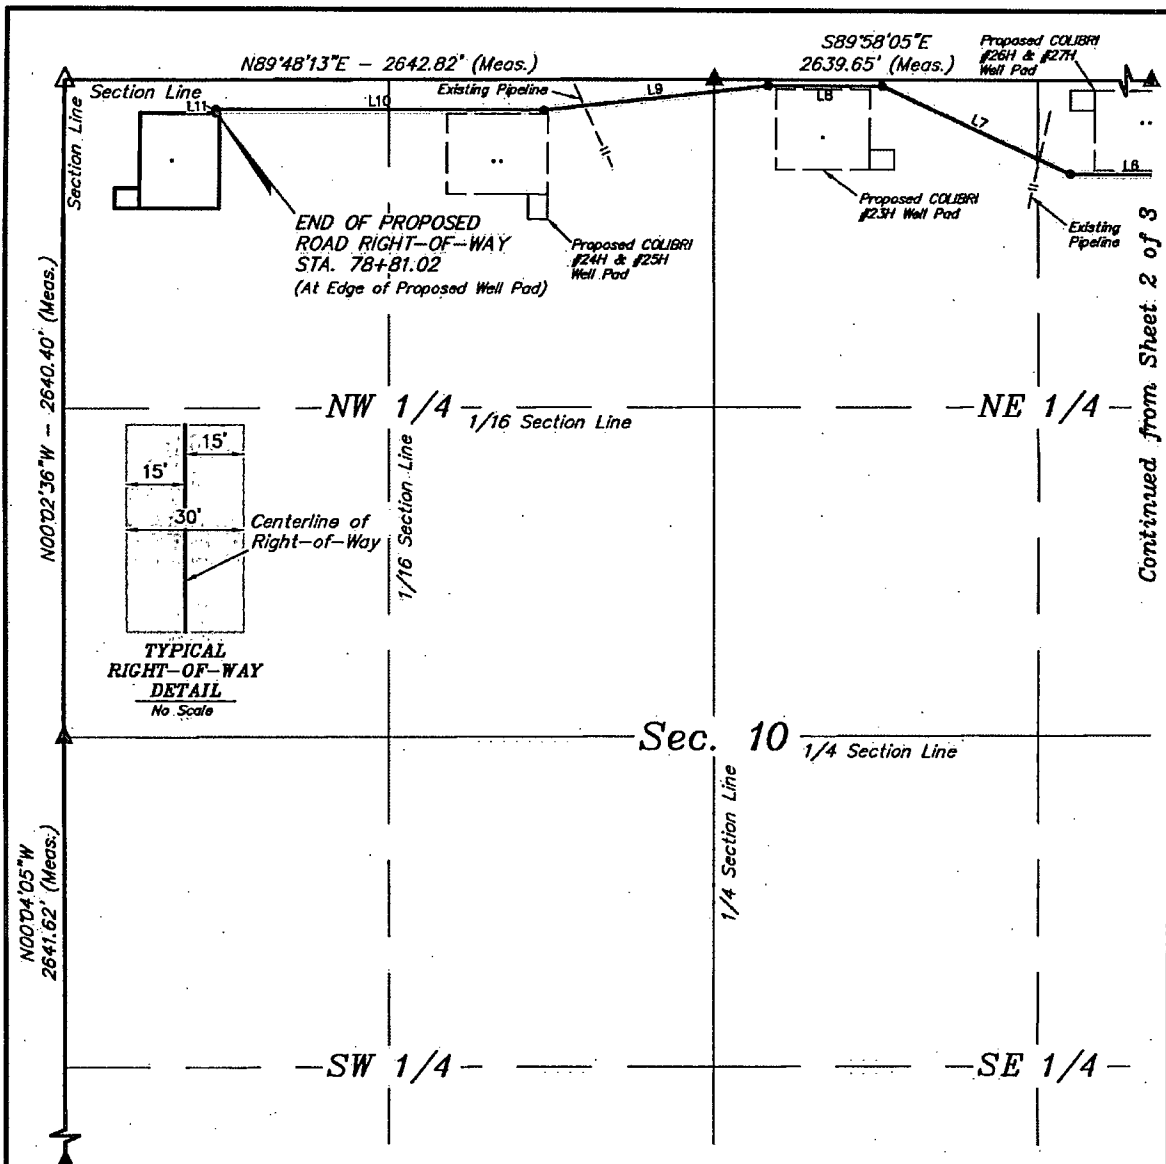 N89°48'13"E - 2642.82' (Meas.)
S89°58'05"E
2639.65' (Meas.)
Proposed COLIBRI
#26H & #27H
Well Pad
Section Line
Section Line
L11
L10
Existing Pipeline
L9
L8
L7
L6
END OF PROPOSED
ROAD RIGHT-OF-WAY
STA. 78+81.02
(At Edge of Proposed Well Pad)
Proposed COLIBRI
#24H & #25H
Well Pad
Proposed COLIBRI
#23H Well Pad
Existing
Pipeline
Continued from Sheet 2 of 3
N00°02'36"W - 2640.40' (Meas.)
NW 1/4
1/16 Section Line
NE 1/4
1/16 Section Line
15'
15'
30'
Centerline of
Right-of-Way
TYPICAL
RIGHT-OF-WAY
DETAIL
No Scale
Sec. 10
1/4 Section Line
1/4 Section Line
N00°04'05"W
2641.62' (Meas.)
SW 1/4
SE 1/4